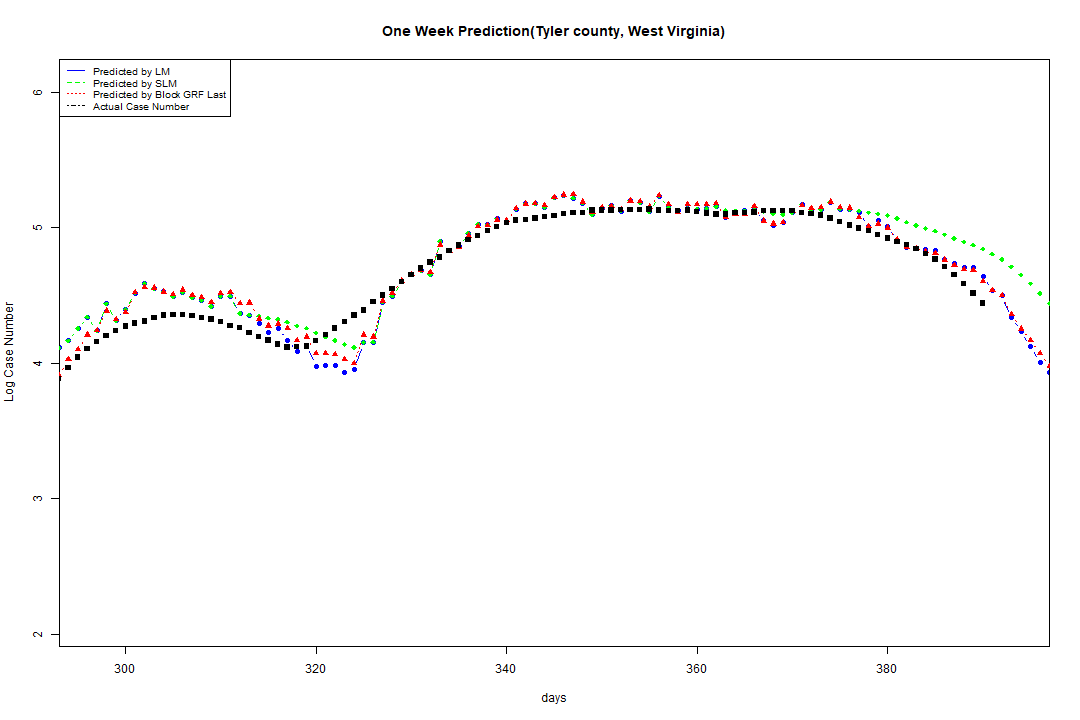 One Week Prediction(Tyler county, West Virginia)
Predicted by LM
Predicted by SLM
Predicted by Block GRF Last
Actual Case Number
6
5
4
3
2
Log Case Number
300 320 340 360 380
days